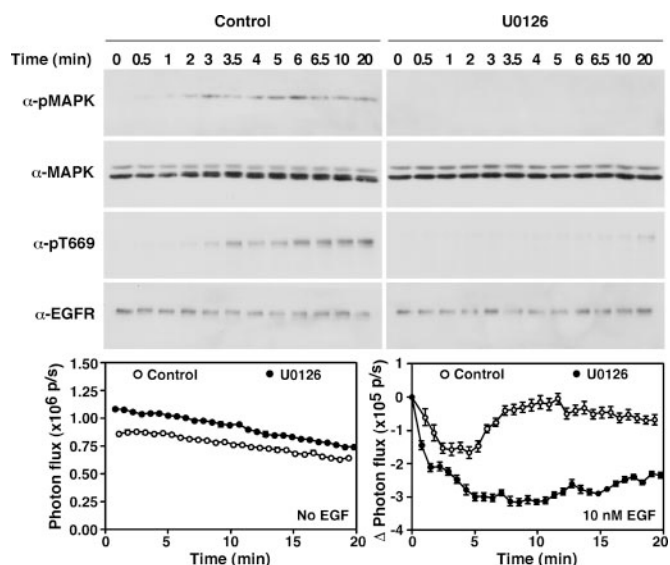 Control U0126
Time (min) 0 0.5 1 2 3 3.5 4 5 6 6.5 10 20 0 0.5 1 2 3 3.5 4 5 6 6.5 10 20
α-pMAPK
α-MAPK
α-pT669
α-EGFR
Photon flux (x10⁶ p/s)
1.50
1.25
1.00
0.75
0.50
0.25
0.00
Control U0126
No EGF
0 5 10 15 20
Time (min)
Δ Photon flux (x10⁵ p/s)
1
0
-1
-2
-3
-4
Control U0126
10 nM EGF
0 5 10 15 20
Time (min)